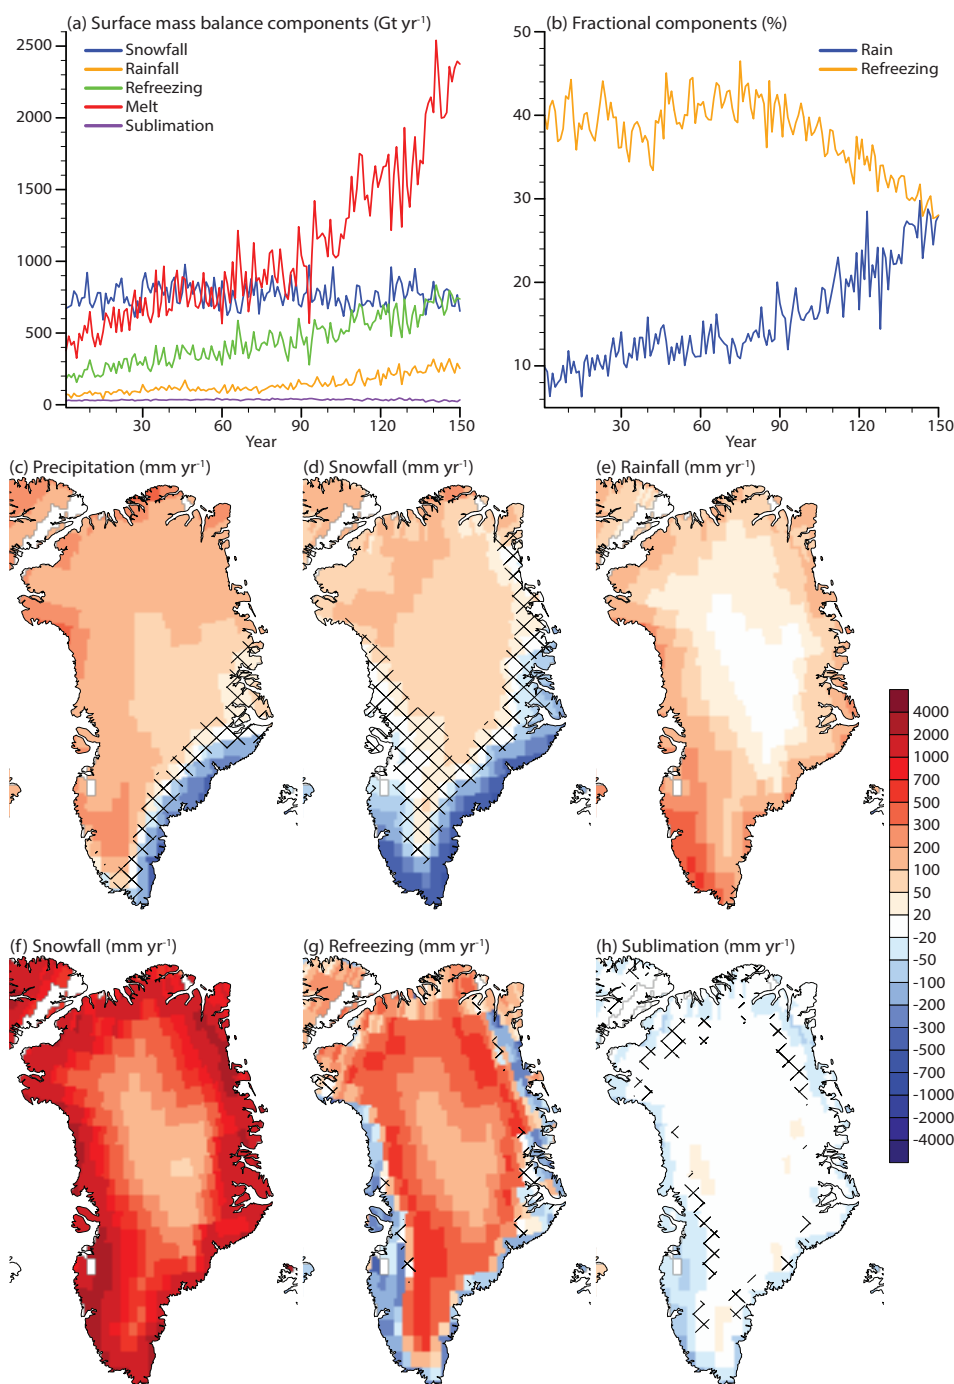 (a) Surface mass balance components (Gt yr⁻¹)
2500
2000
1500
1000
500
0
Snowfall
Rainfall
Refreezing
Melt
Sublimation
30 60 90 120 150
Year
(b) Fractional components (%)
50
40
30
20
10
Rain
Refreezing
30 60 90 120 150
Year
(c) Precipitation (mm yr⁻¹)
(d) Snowfall (mm yr⁻¹)
(e) Rainfall (mm yr⁻¹)
(f) Snowfall (mm yr⁻¹)
(g) Refreezing (mm yr⁻¹)
(h) Sublimation (mm yr⁻¹)
4000
2000
1000
700
500
300
200
100
50
20
-20
-50
-100
-200
-300
-500
-700
-1000
-2000
-4000